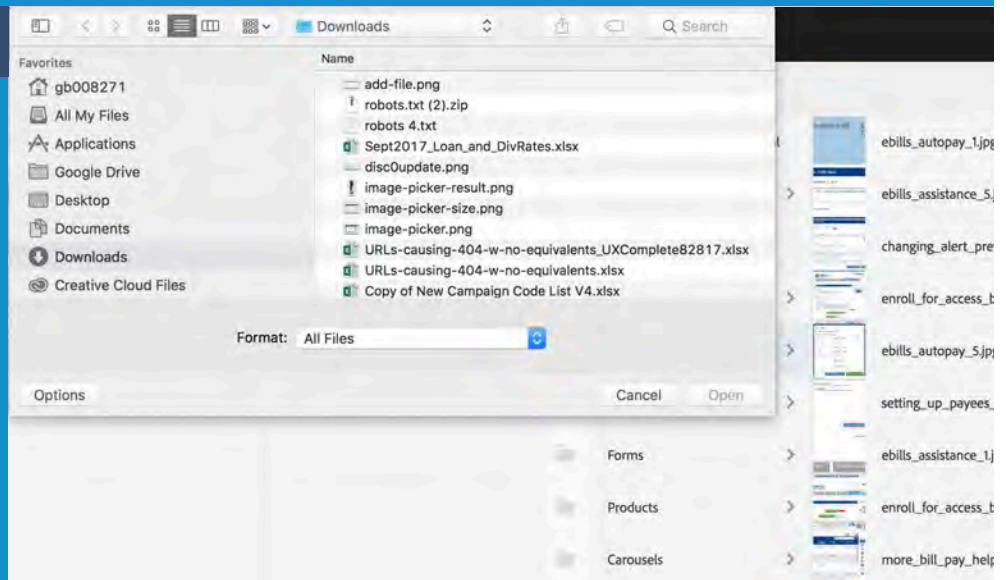 Downloads
Search
Favorites
gb008271
All My Files
Applications
Google Drive
Desktop
Documents
Downloads
Creative Cloud Files
Name
add-file.png
robots.txt (2).zip
robots 4.txt
Sept2017_Loan_and_DivRates.xlsx
disc0update.png
image-picker-result.png
image-picker-size.png
image-picker.png
URLs-causing-404-w-no-equivalents_UXComplete82817.xlsx
URLs-causing-404-w-no-equivalents.xlsx
Copy of New Campaign Code List V4.xlsx
Format: All Files
Options
Cancel
Open
Forms
Products
Carousels
ebills_autopay_1.jpg
ebills_assistance_5.j
changing_alert_pre
enroll_for_access_b
ebills_autopay_5.jpg
setting_up_payees_
ebills_assistance_1.j
enroll_for_access_b
more_bill_pay_help